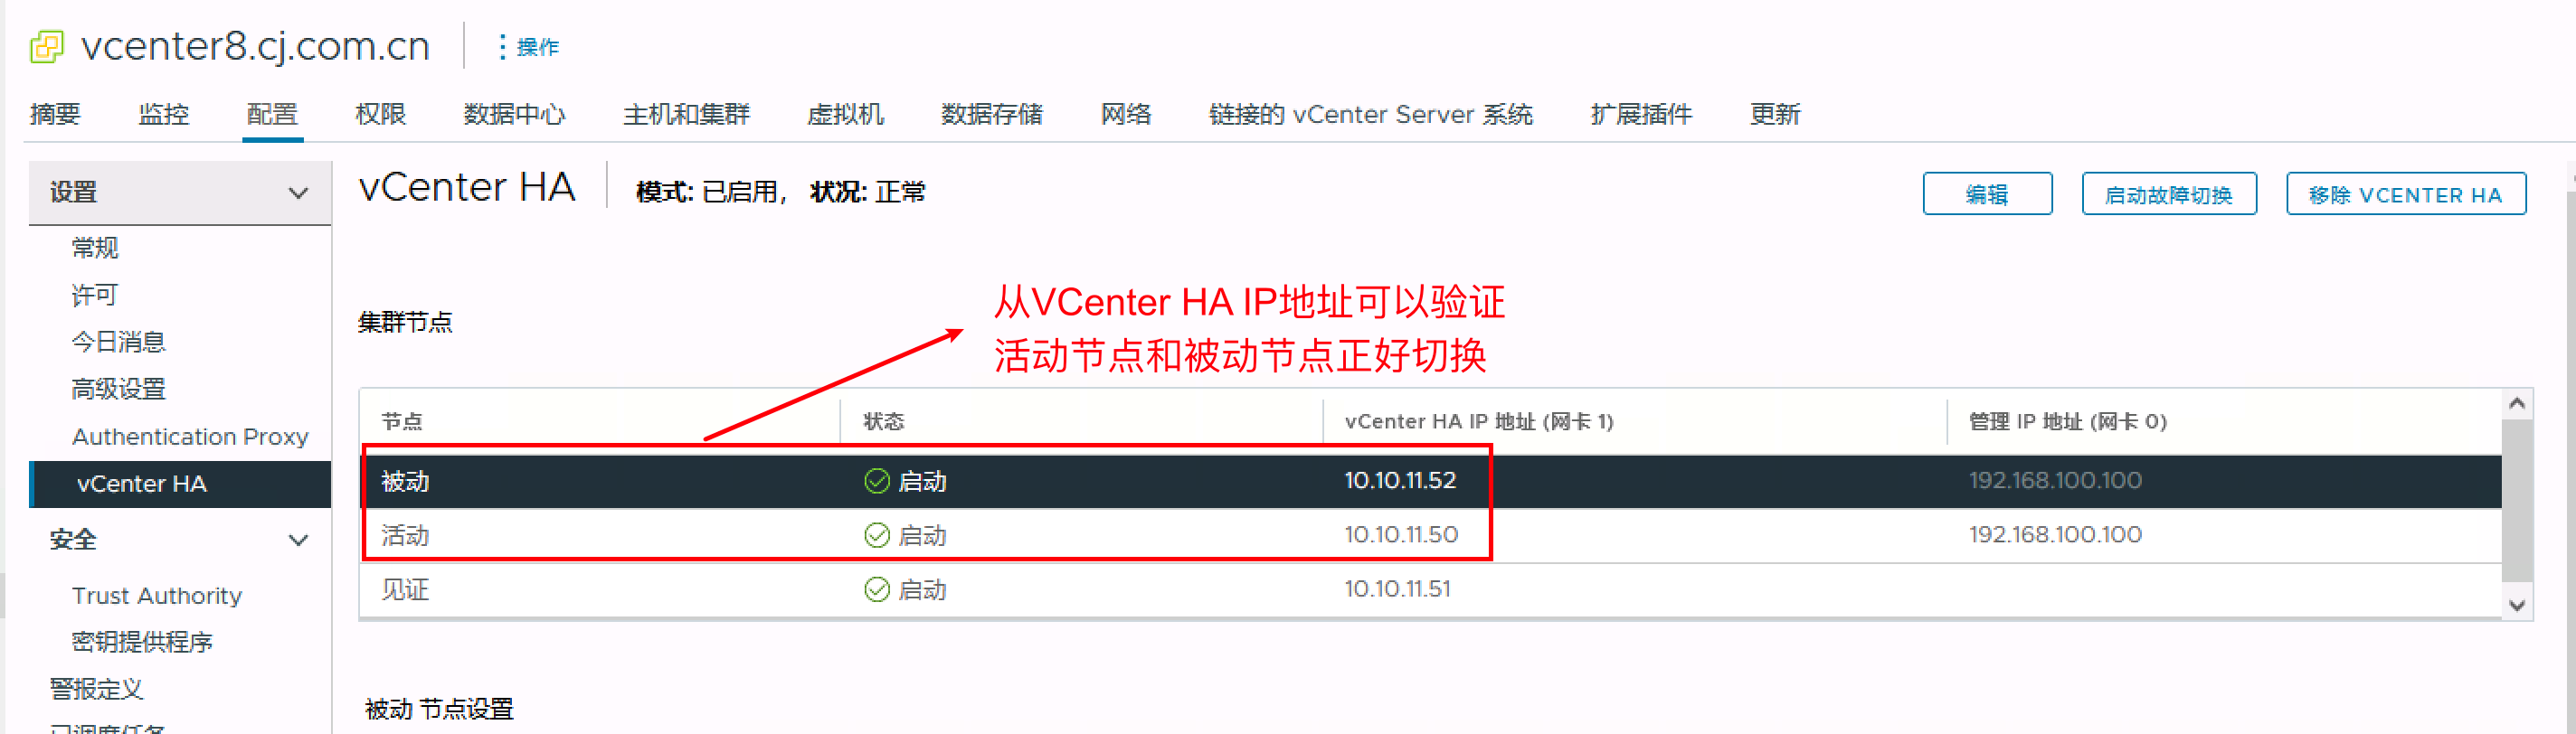 vcenter8.cj.com.cn
操作
摘要 监控 配置 权限 数据中心 主机和集群 虚拟机 数据存储 网络 链接的 vCenter Server 系统 扩展插件 更新
设置
常规
许可
今日消息
高级设置
Authentication Proxy
vCenter HA
安全
Trust Authority
密钥提供程序
警报定义
已调度任务
vCenter HA
模式: 已启用， 状况: 正常
编辑 启动故障切换 移除 VCENTER HA
从VCenter HA IP地址可以验证
活动节点和被动节点正好切换
集群节点
节点 状态 vCenter HA IP 地址 (网卡 1) 管理 IP 地址 (网卡 0)
被动 启动 10.10.11.52 192.168.100.100
活动 启动 10.10.11.50 192.168.100.100
见证 启动 10.10.11.51
被动 节点设置